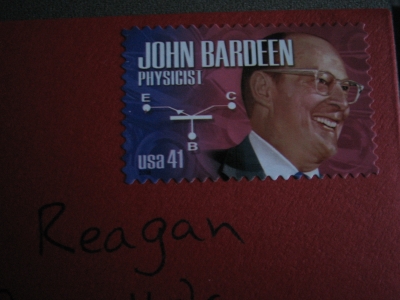 JOHN BARDEEN
PHYSICIST
E C
B
usa 41
Reagan